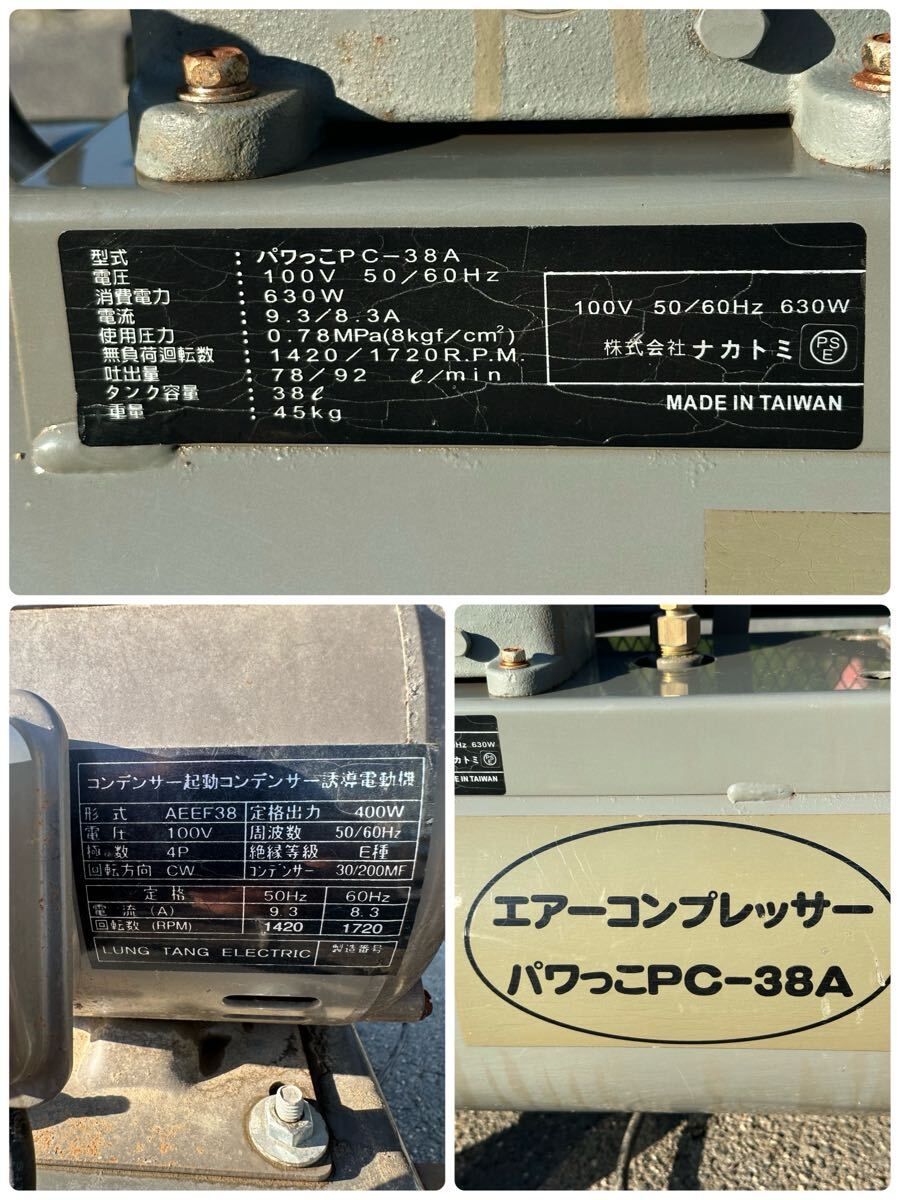 型式 : パワっこPC-38A
電圧 : 100V 50/60Hz
消費電力 : 630W
電流 : 9.3/8.3A
使用圧力 : 0.78MPa(8kgf/cm²)
無負荷廻転数 : 1420/1720R.P.M.
吐出量 : 78/92 ℓ/min
タンク容量 : 38ℓ
重量 : 45kg
100V 50/60Hz 630W
株式会社 ナカトミ PSE
MADE IN TAIWAN
コンデンサー起動コンデンサー誘導電動機
形式 AEEF38 定格出力 400W
電圧 100V 周波数 50/60Hz
極数 4P 絶縁等級 E種
回転方向 CW コンデンサー 30/200MF
定格 50Hz 60Hz
電流(A) 9.3 8.3
回転数(RPM) 1420 1720
LUNG TANG ELECTRIC 製造番号
Hz 630W
カトミ PSE
E IN TAIWAN
エアーコンプレッサー
パワっこPC-38A